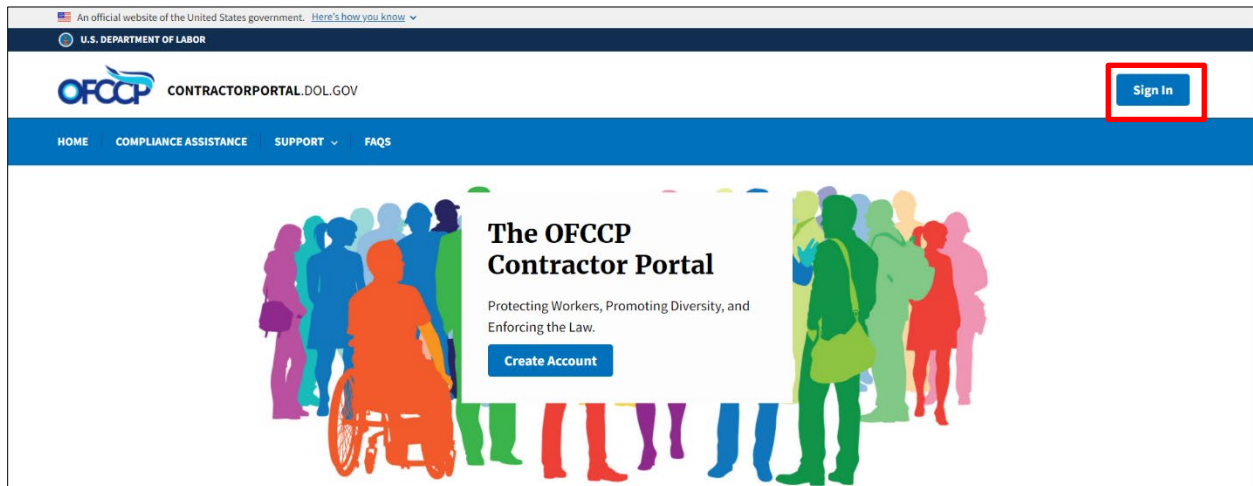 An official website of the United States government. Here's how you know
U.S. DEPARTMENT OF LABOR
OFCCP CONTRACTORPORTAL.DOL.GOV
Sign In
HOME COMPLIANCE ASSISTANCE SUPPORT FAQS
The OFCCP
Contractor Portal
Protecting Workers, Promoting Diversity, and
Enforcing the Law.
Create Account